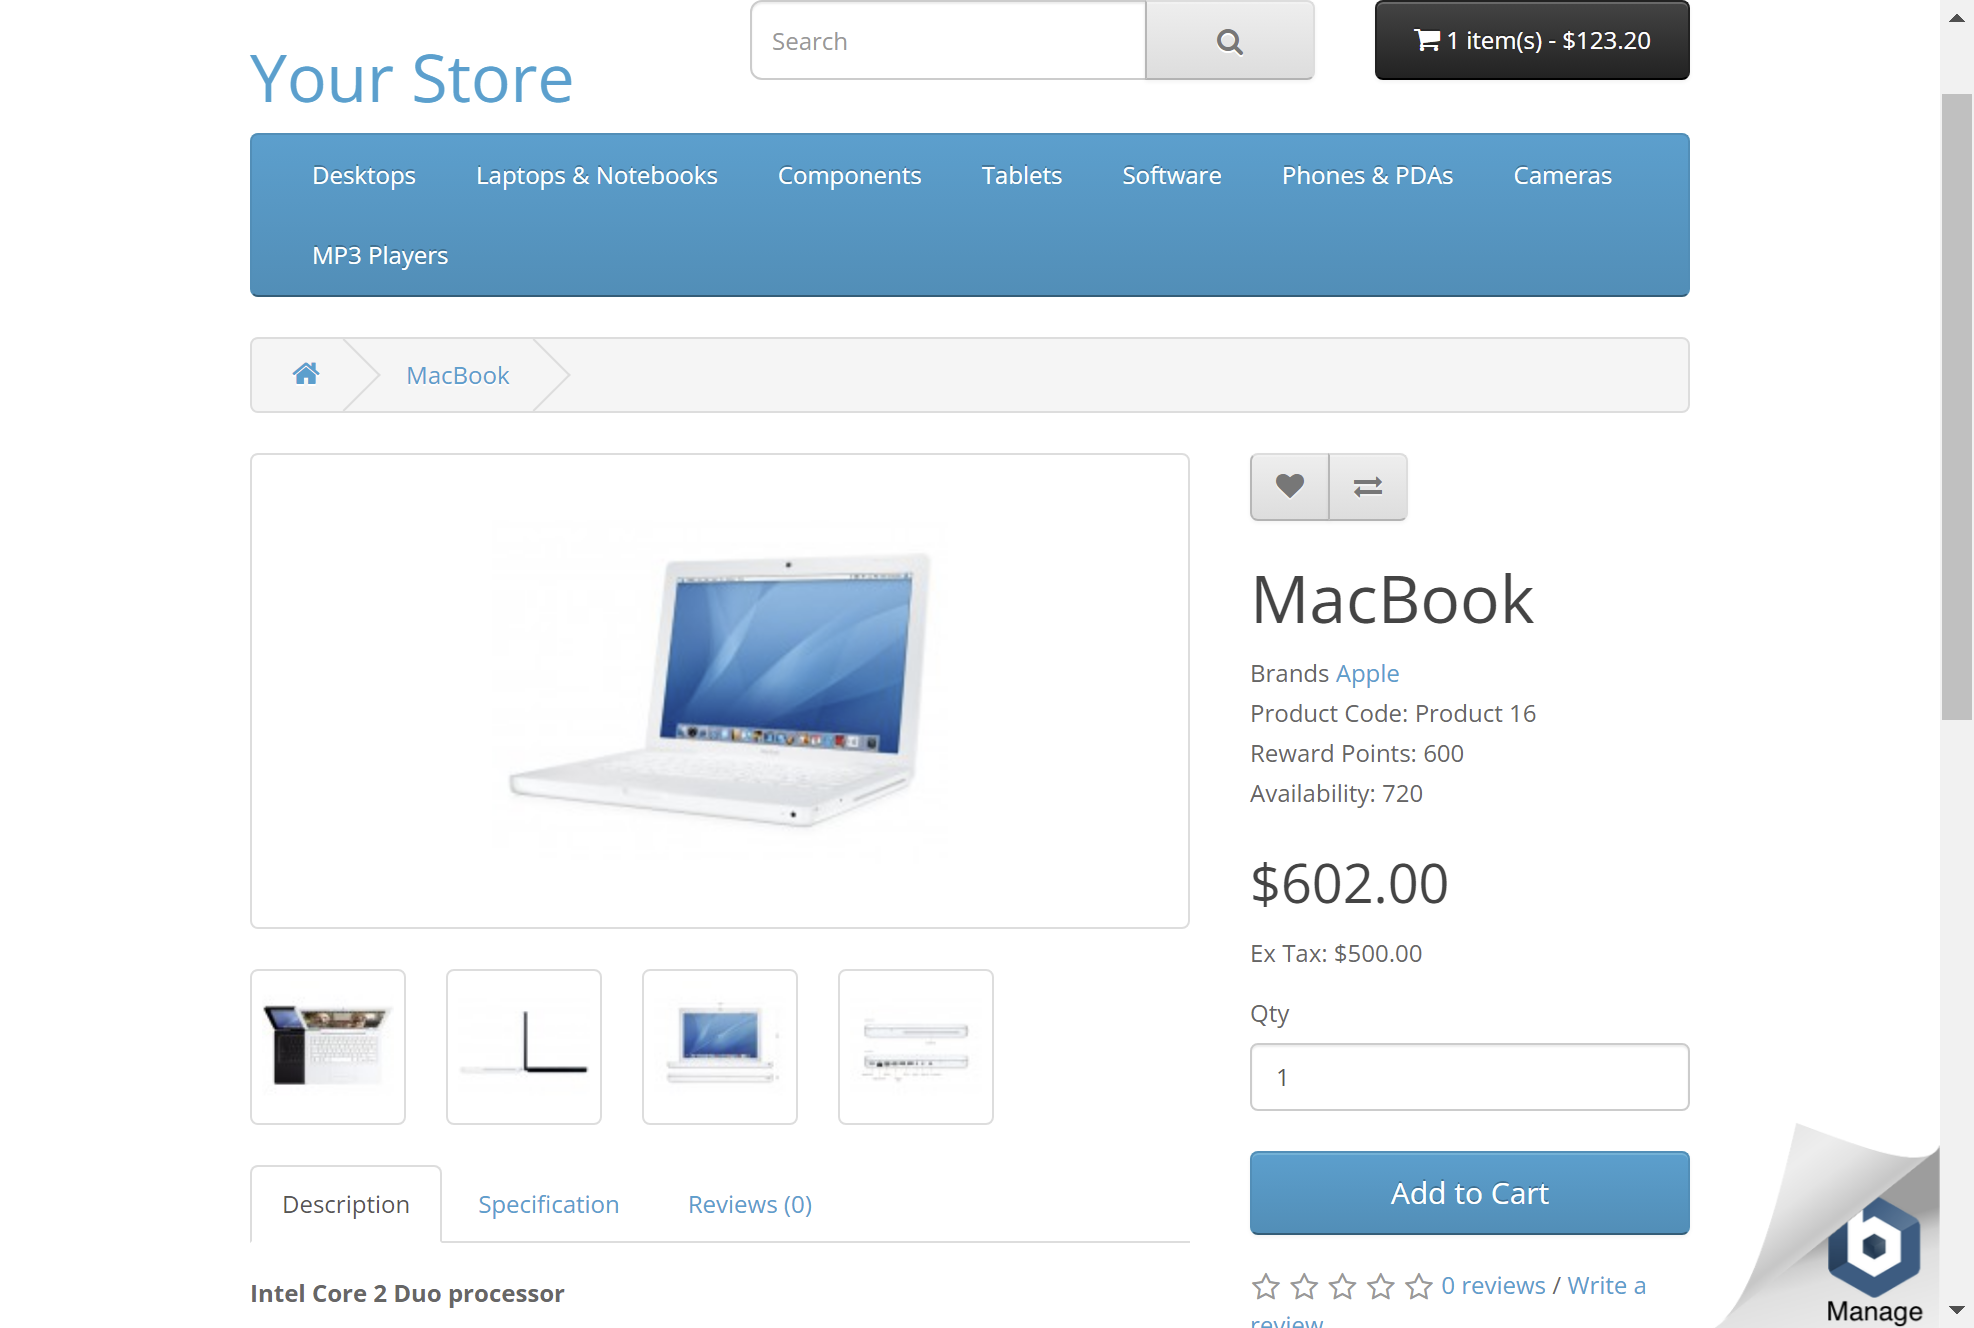 Search
1 item(s) - $123.20
Your Store
Desktops
Laptops & Notebooks
Components
Tablets
Software
Phones & PDAs
Cameras
MP3 Players
MacBook
MacBook
Brands Apple
Product Code: Product 16
Reward Points: 600
Availability: 720
$602.00
Ex Tax: $500.00
Qty
1
Add to Cart
Description
Specification
Reviews (0)
0 reviews / Write a
review
Intel Core 2 Duo processor
Manage